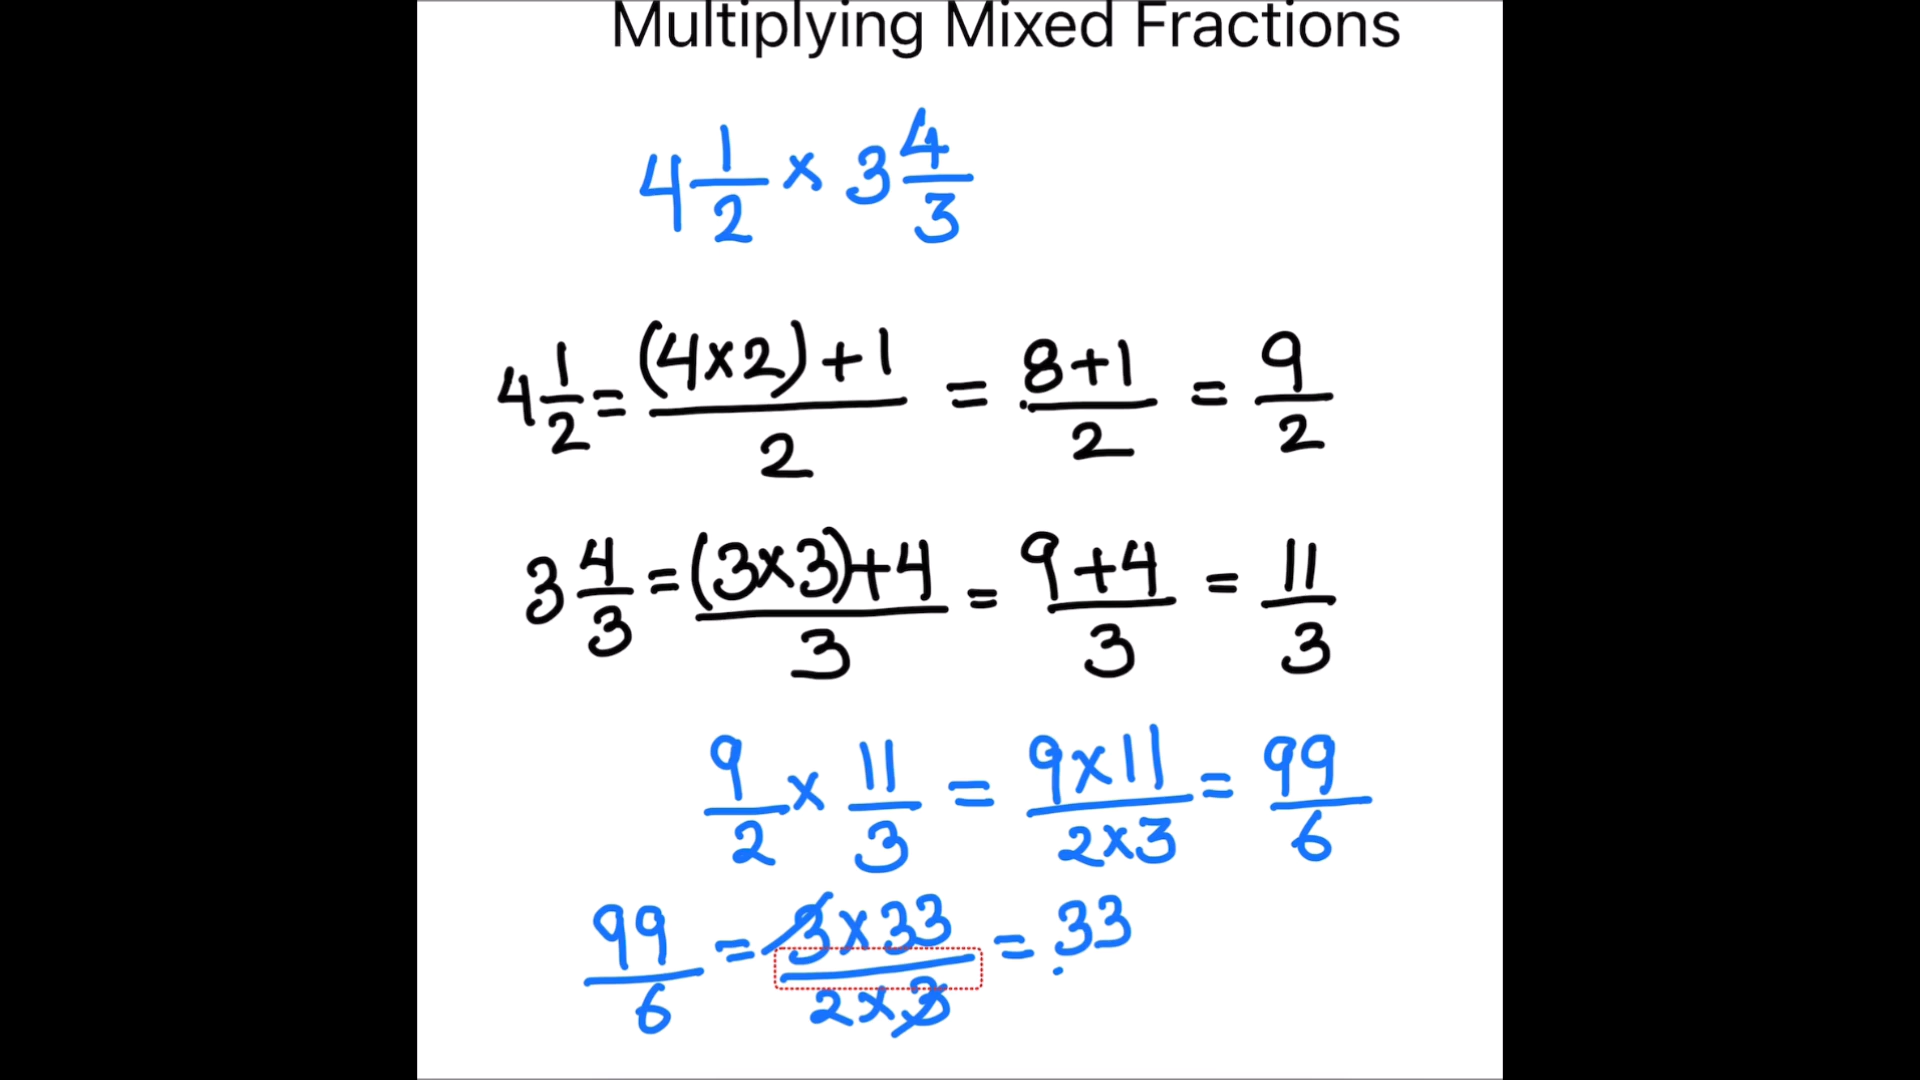 Multiplying Mixed Fractions
4 1/2 × 3 4/3
4 1/2 = (4×2)+1/2 = 8+1/2 = 9/2
3 4/3 = (3×3)+4/3 = 9+4/3 = 11/3
9/2 × 11/3 = 9×11/2×3 = 99/6
99/6 = 3×33/2×3 = 33